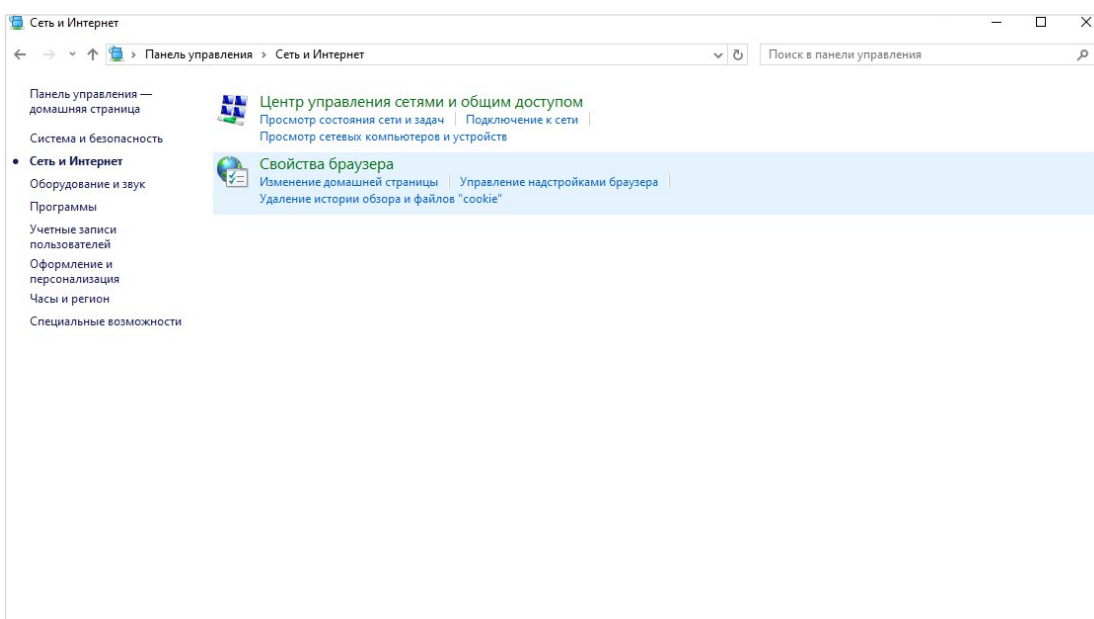 Сеть и Интернет
Панель управления > Сеть и Интернет
Поиск в панели управления
Панель управления —
домашняя страница
Система и безопасность
Сеть и Интернет
Оборудование и звук
Программы
Учетные записи
пользователей
Оформление и
персонализация
Часы и регион
Специальные возможности
Центр управления сетями и общим доступом
Просмотр состояния сети и задач
Подключение к сети
Просмотр сетевых компьютеров и устройств
Свойства браузера
Изменение домашней страницы
Управление надстройками браузера
Удаление истории обзора и файлов "cookie"